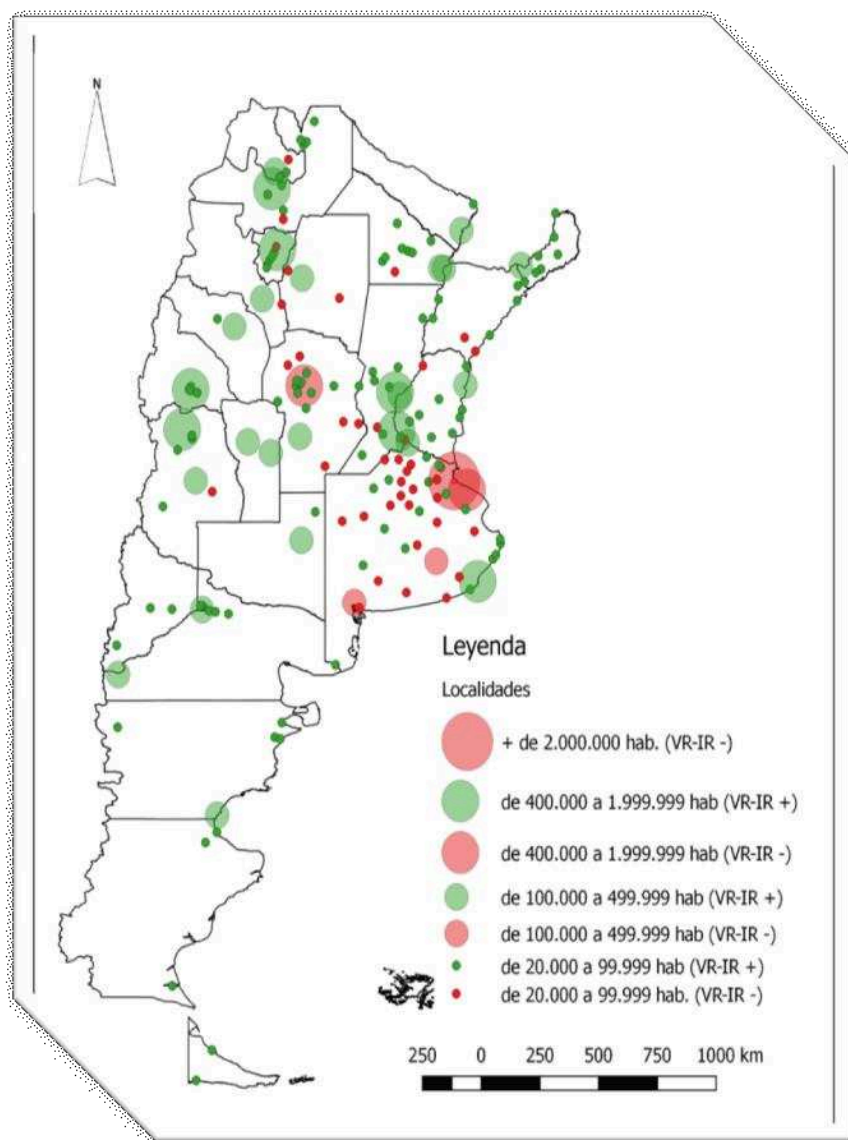 N
Leyenda
Localidades
+ de 2.000.000 hab. (VR-IR -)
de 400.000 a 1.999.999 hab (VR-IR +)
de 400.000 a 1.999.999 hab (VR-IR -)
de 100.000 a 499.999 hab (VR-IR +)
de 100.000 a 499.999 hab (VR-IR -)
de 20.000 a 99.999 hab (VR-IR +)
de 20.000 a 99.999 hab. (VR-IR -)
250 0 250 500 750 1000 km